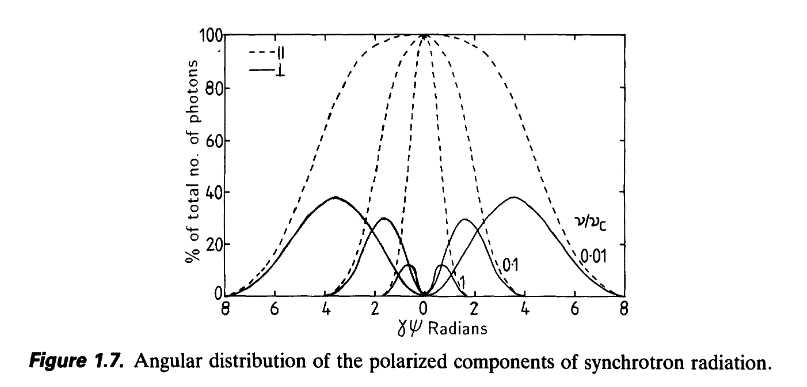 100
80
60
40
20
0
% of total no. of photons
---- ||
— ⊥
ν/ν_C
0·01
0·1
1
8 6 4 2 0 2 4 6 8
γΨ Radians
Figure 1.7. Angular distribution of the polarized components of synchrotron radiation.